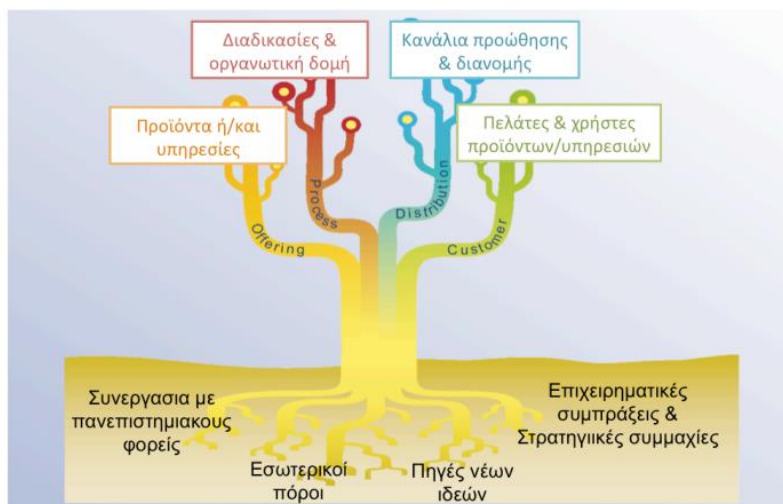 Διαδικασίες &
οργανωτική δομή
Κανάλια προώθησης
& διανομής
Προϊόντα ή/και
υπηρεσίες
Πελάτες & χρήστες
προϊόντων/υπηρεσιών
Offering
Process
Distribution
Customer
Συνεργασια με
πανεπιστημιακους
φορείς
Επιχειρηματικές
συμπράξεις &
Στρατηγιικές συμμαχίες
Εσωτερικοί
πόροι
Πηγές νέων
ιδεών